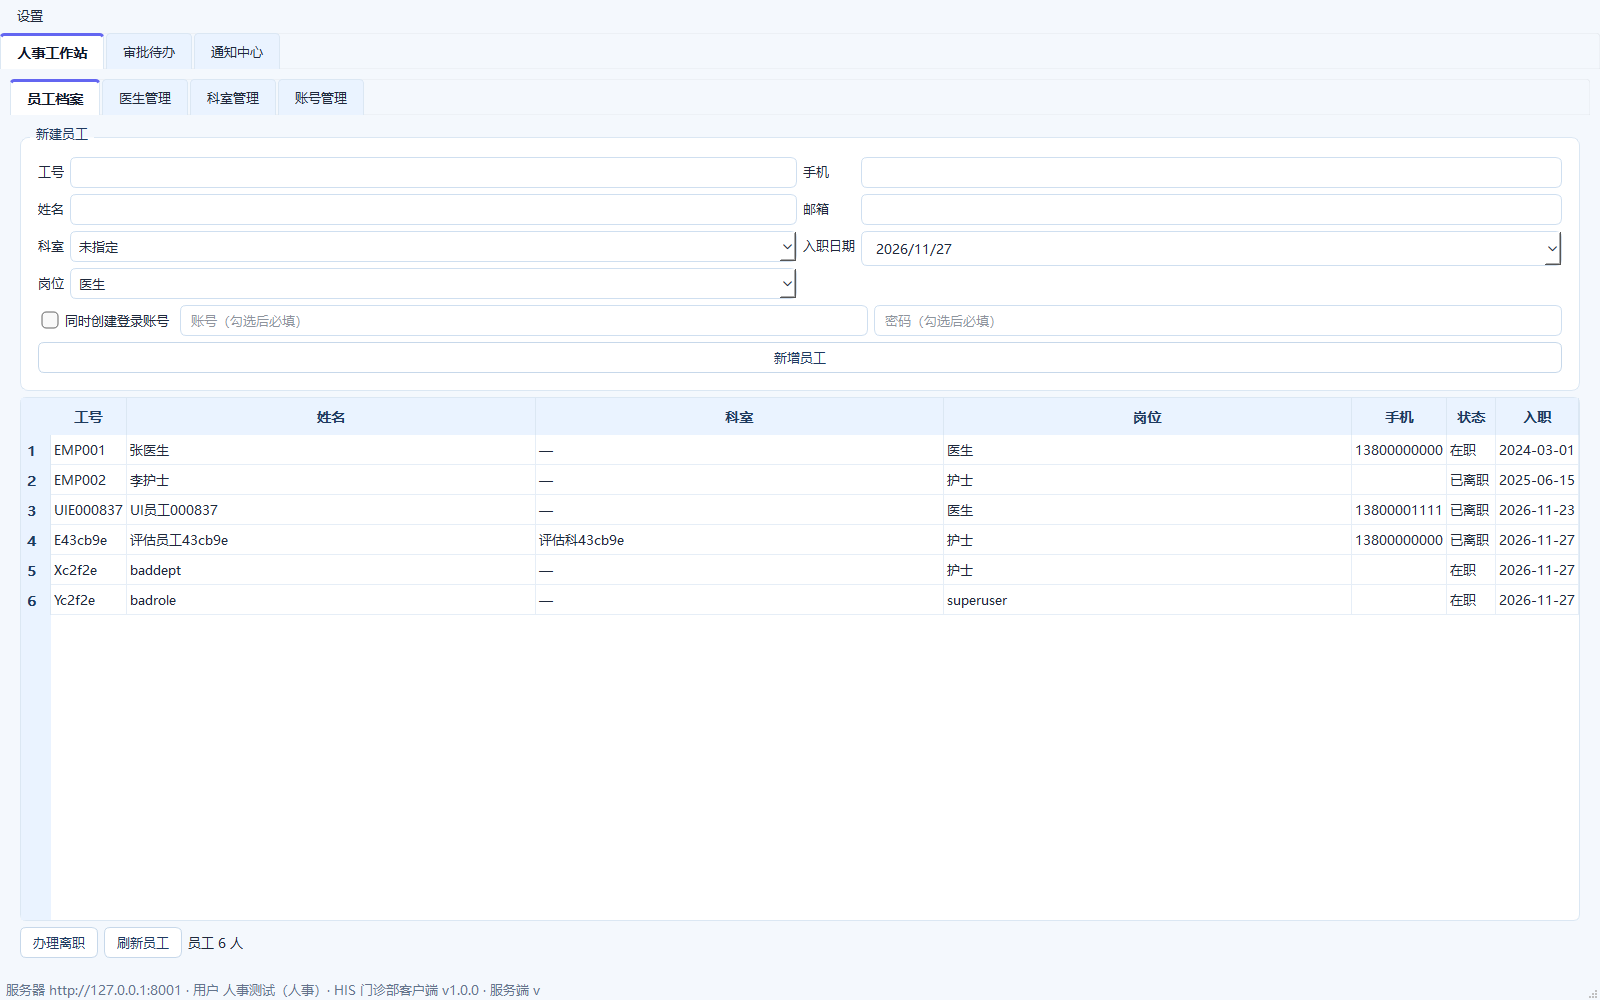 设置
人事工作站 审批待办 通知中心
员工档案 医生管理 科室管理 账号管理
新建员工
工号 手机
姓名 邮箱
科室 未指定 入职日期 2026/11/27
岗位 医生
同时创建登录账号 账号（勾选后必填） 密码（勾选后必填）
新增员工
工号 姓名 科室 岗位 手机 状态 入职
1 EMP001 张医生 — 医生 13800000000 在职 2024-03-01
2 EMP002 李护士 — 护士 已离职 2025-06-15
3 UIE000837 UI员工000837 — 医生 13800001111 已离职 2026-11-23
4 E43cb9e 评估员工43cb9e 评估科43cb9e 护士 13800000000 已离职 2026-11-27
5 Xc2f2e baddept — 护士 在职 2026-11-27
6 Yc2f2e badrole — superuser 在职 2026-11-27
办理离职 刷新员工 员工 6 人
服务器 http://127.0.0.1:8001 · 用户 人事测试（人事）· HIS 门诊部客户端 v1.0.0 · 服务端 v